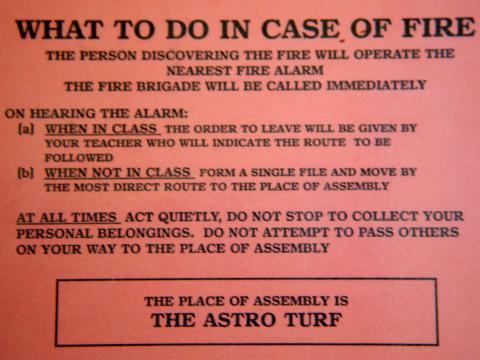 WHAT TO DO IN CASE OF FIRE
THE PERSON DISCOVERING THE FIRE WILL OPERATE THE
NEAREST FIRE ALARM
THE FIRE BRIGADE WILL BE CALLED IMMEDIATELY
ON HEARING THE ALARM:
(a) WHEN IN CLASS THE ORDER TO LEAVE WILL BE GIVEN BY
YOUR TEACHER WHO WILL INDICATE THE ROUTE TO BE
FOLLOWED
(b) WHEN NOT IN CLASS FORM A SINGLE FILE AND MOVE BY
THE MOST DIRECT ROUTE TO THE PLACE OF ASSEMBLY
AT ALL TIMES ACT QUIETLY, DO NOT STOP TO COLLECT YOUR
PERSONAL BELONGINGS. DO NOT ATTEMPT TO PASS OTHERS
ON YOUR WAY TO THE PLACE OF ASSEMBLY
THE PLACE OF ASSEMBLY IS
THE ASTRO TURF